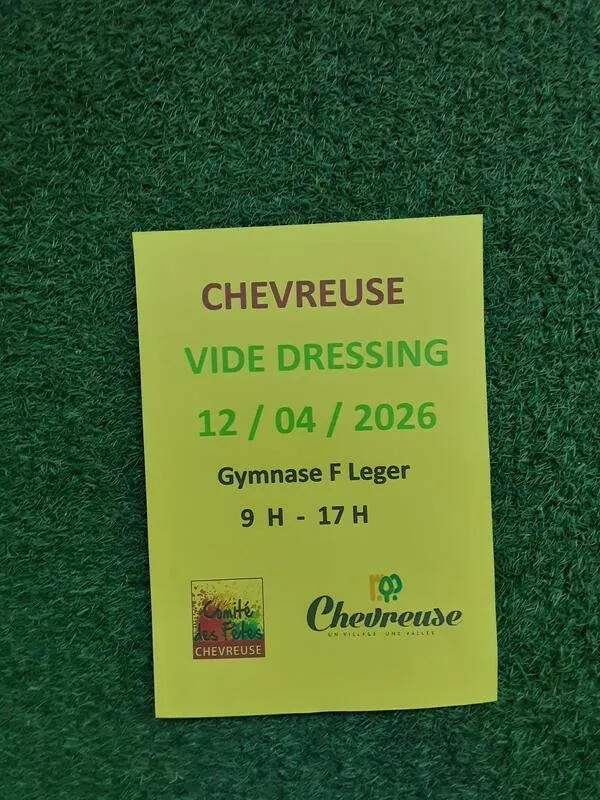 CHEVREUSE
VIDE DRESSING
12 / 04 / 2026
Gymnase F Leger
9 H - 17 H
Comité
des Fêtes
CHEVREUSE
Chevreuse
UN VILLAGE UNE VALLÉE